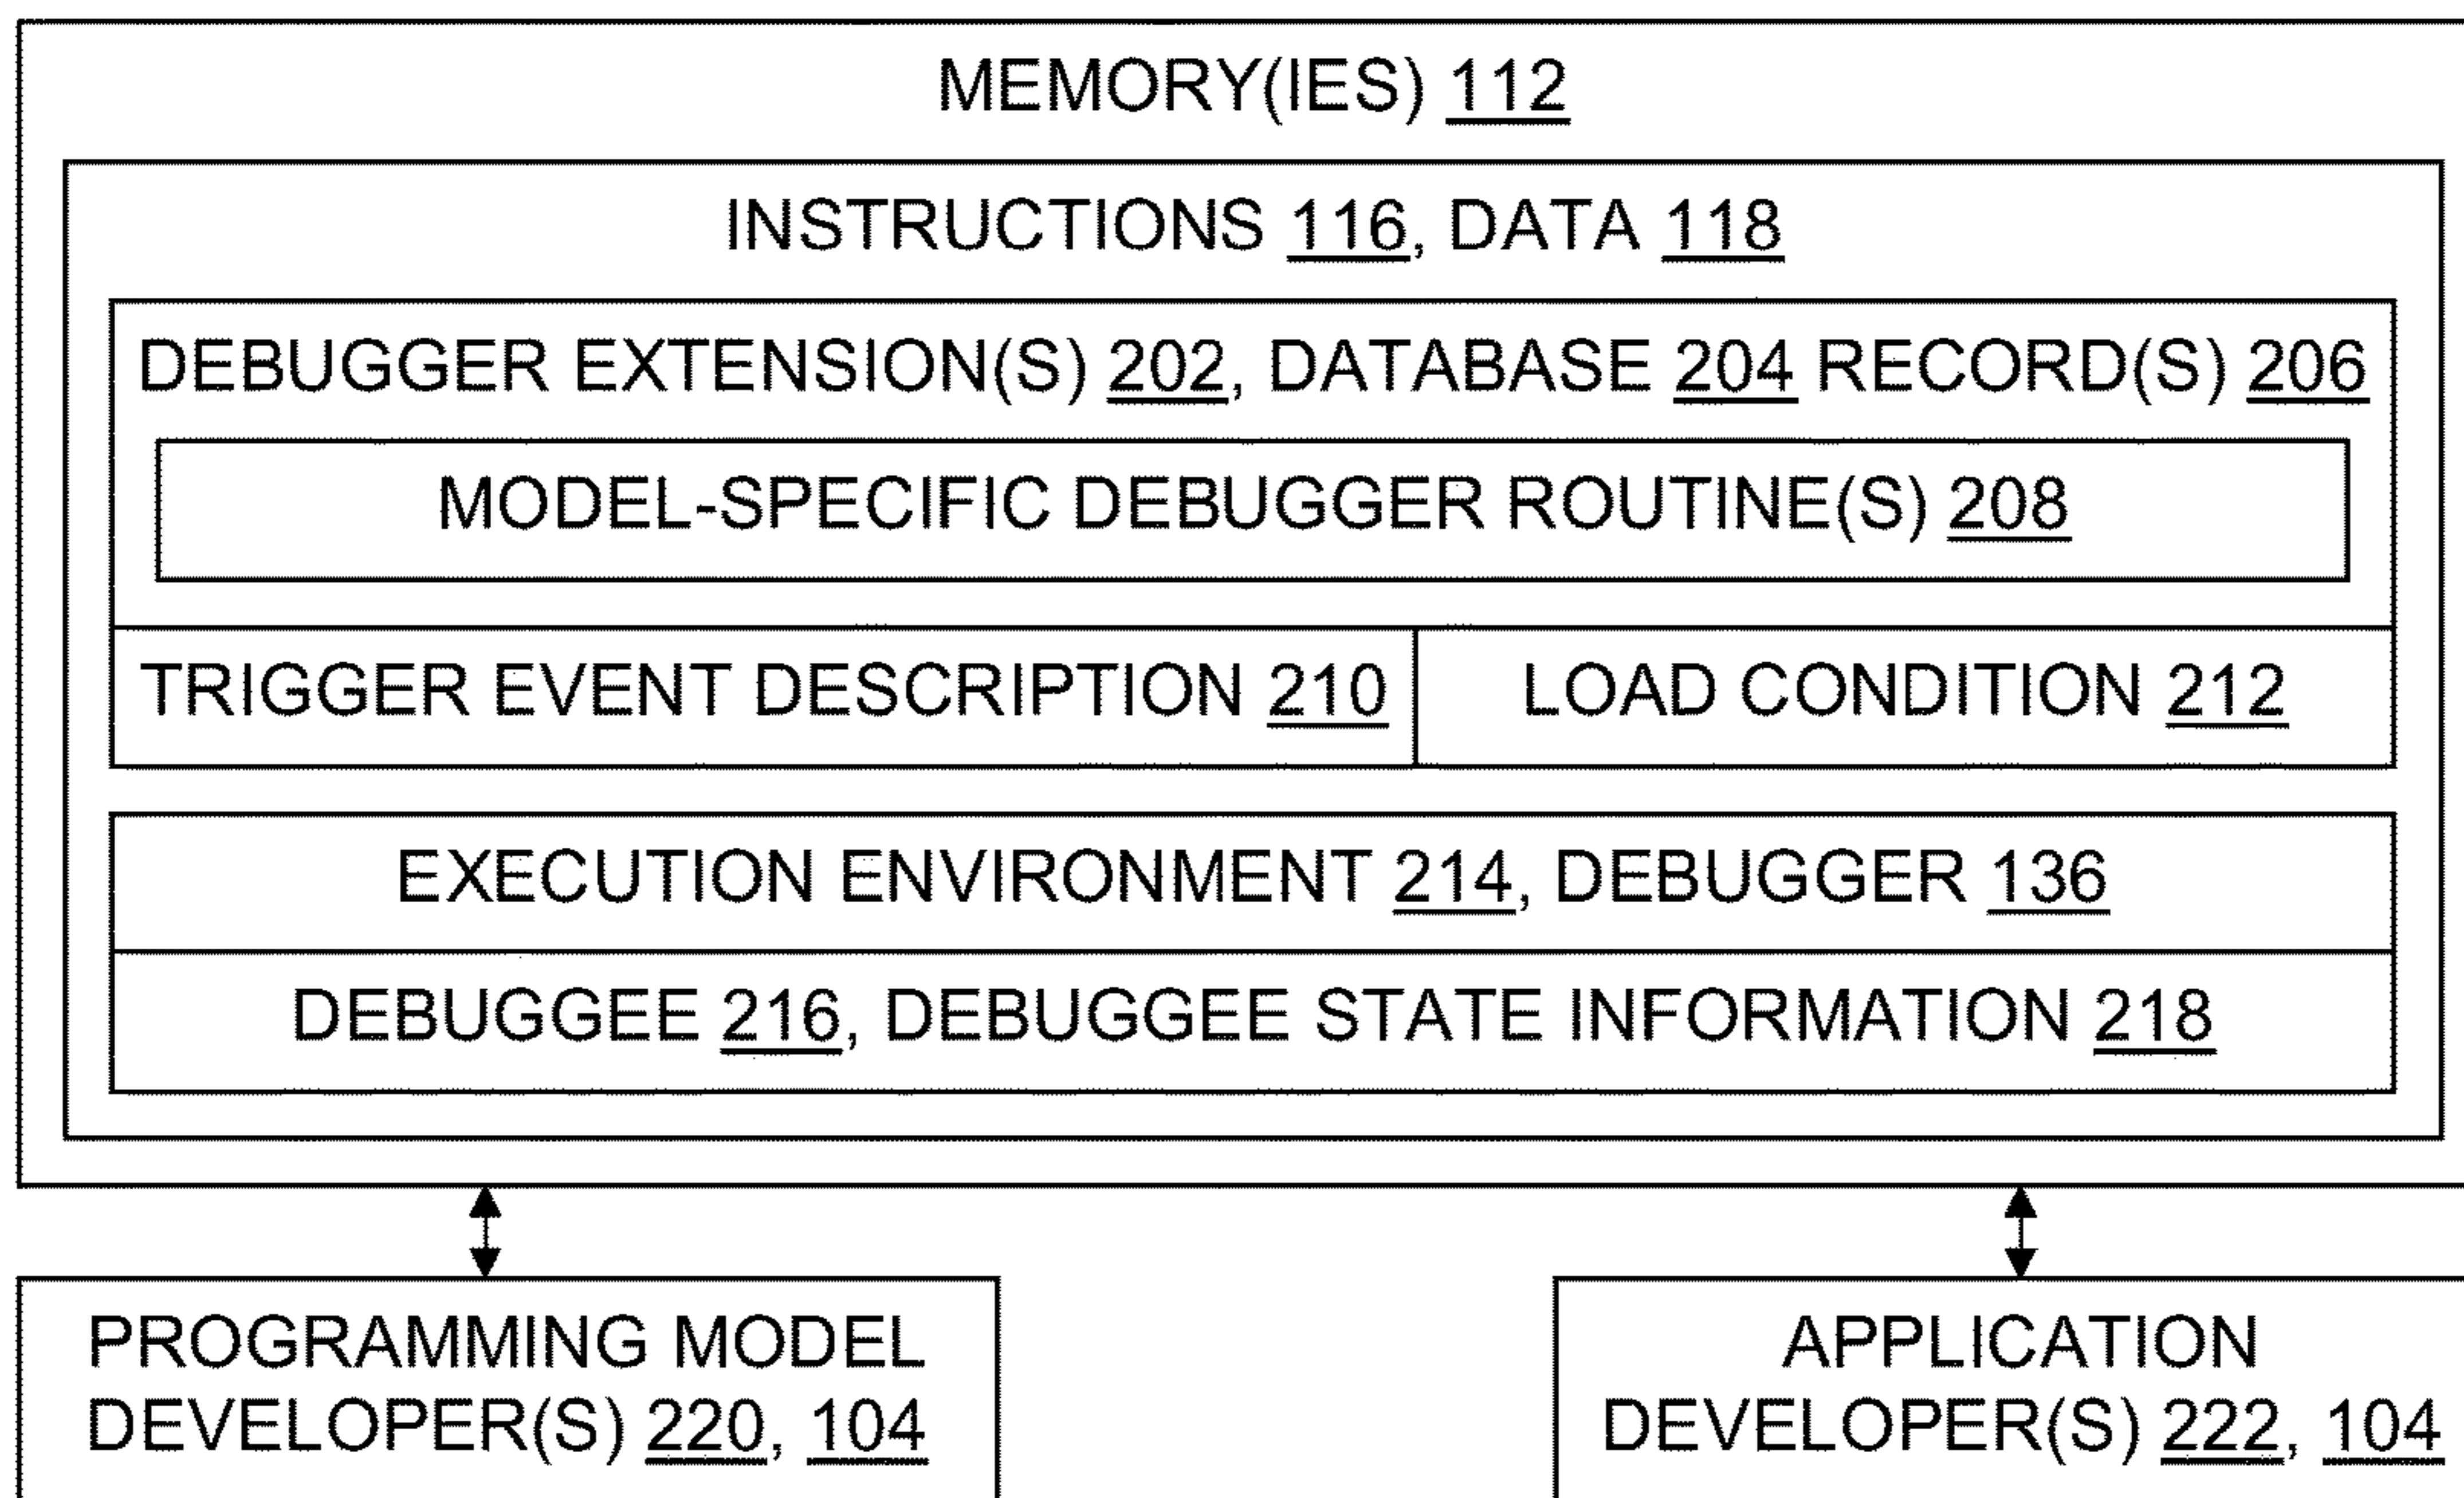 MEMORY(IES) 112
INSTRUCTIONS 116, DATA 118
DEBUGGER EXTENSION(S) 202, DATABASE 204 RECORD(S) 206
MODEL-SPECIFIC DEBUGGER ROUTINE(S) 208
TRIGGER EVENT DESCRIPTION 210
LOAD CONDITION 212
EXECUTION ENVIRONMENT 214, DEBUGGER 136
DEBUGGEE 216, DEBUGGEE STATE INFORMATION 218
PROGRAMMING MODEL
DEVELOPER(S) 220, 104
APPLICATION
DEVELOPER(S) 222, 104